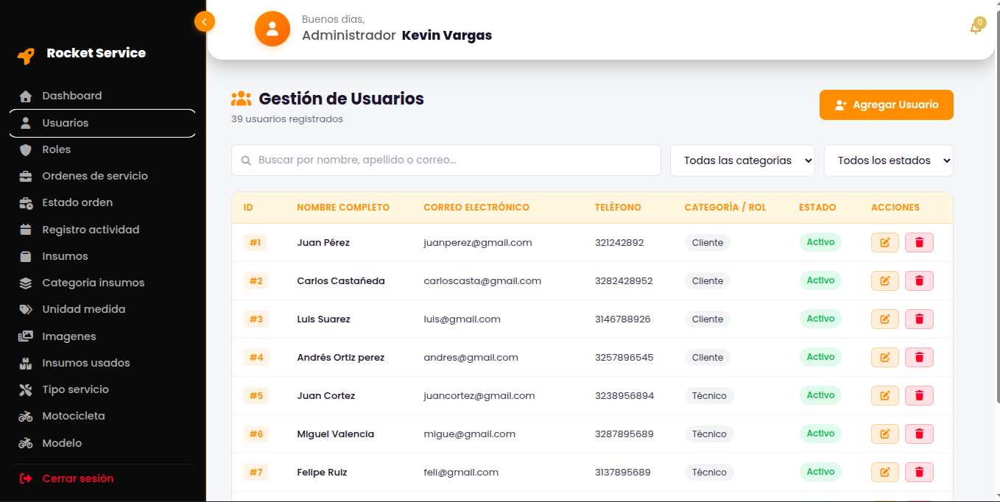 Rocket Service
Dashboard
Usuarios
Roles
Ordenes de servicio
Estado orden
Registro actividad
Insumos
Categoria insumos
Unidad medida
Imagenes
Insumos usados
Tipo servicio
Motocicleta
Modelo
Cerrar sesión
Buenos días,
Administrador Kevin Vargas
0
Gestión de Usuarios
39 usuarios registrados
Agregar Usuario
Buscar por nombre, apellido o correo...
Todas las categorías
Todos los estados
ID NOMBRE COMPLETO CORREO ELECTRÓNICO TELÉFONO CATEGORÍA / ROL ESTADO ACCIONES
#1 Juan Pérez juanperez@gmail.com 321242892 Cliente Activo
#2 Carlos Castañeda carloscasta@gmail.com 3282428952 Cliente Activo
#3 Luis Suarez luis@gmail.com 3146788926 Cliente Activo
#4 Andrés Ortiz perez andres@gmail.com 3257896545 Cliente Activo
#5 Juan Cortez juancortez@gmail.com 3238956894 Técnico Activo
#6 Miguel Valencia migue@gmail.com 3287895689 Técnico Activo
#7 Felipe Ruiz feli@gmail.com 3137895689 Técnico Activo